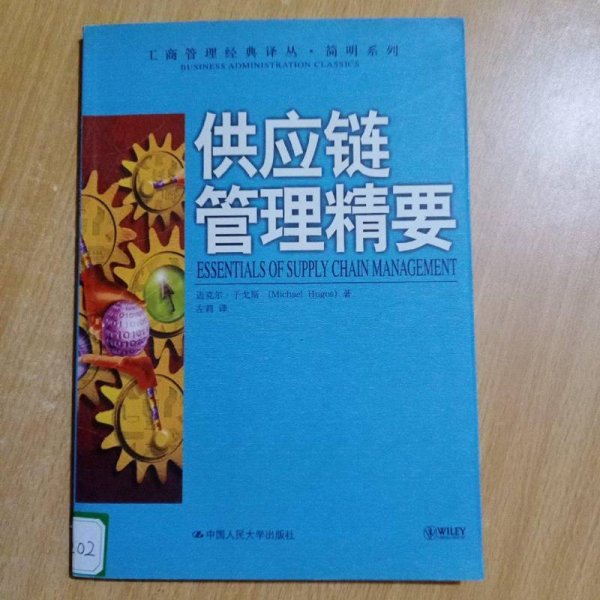 工商管理经典译丛·简明系列
BUSINESS ADMINISTRATION CLASSICS
供应链
管理精要
ESSENTIALS OF SUPPLY CHAIN MANAGEMENT
迈克尔·于戈斯 (Michael Hugos) 著
左莉 译
中国人民大学出版社
WILEY
202